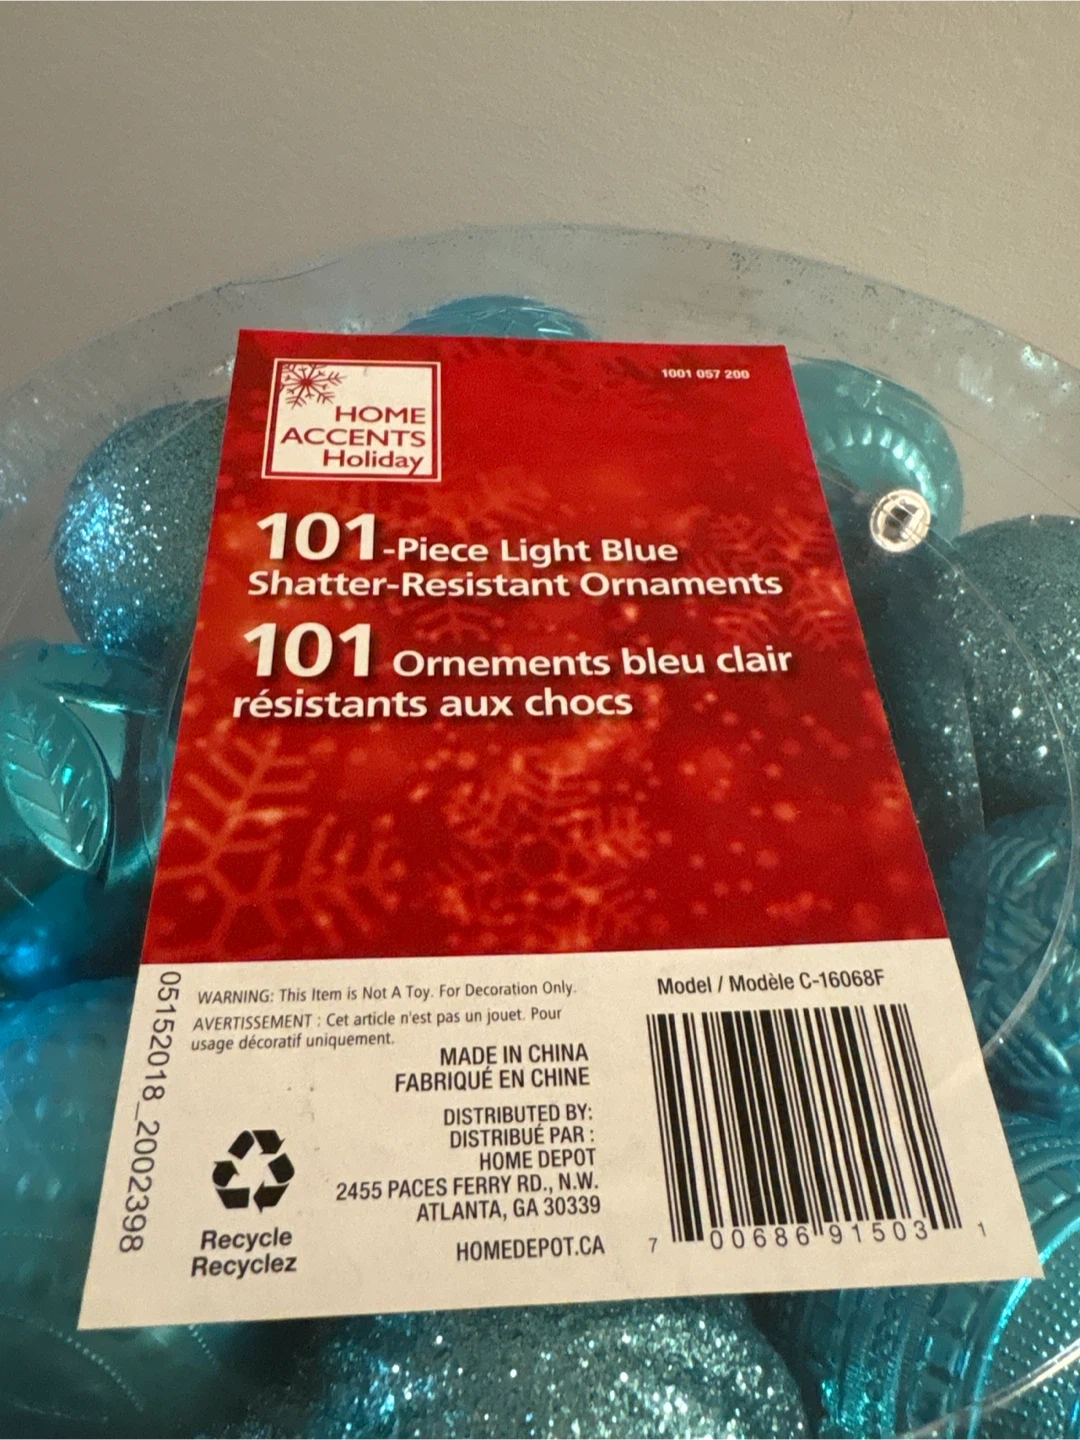 1001 057 200
HOME
ACCENTS
Holiday
101-Piece Light Blue
Shatter-Resistant Ornaments
101 Ornements bleu clair
résistants aux chocs
05152018_2002398
WARNING: This Item is Not A Toy. For Decoration Only.
AVERTISSEMENT : Cet article n'est pas un jouet. Pour
usage décoratif uniquement.
MADE IN CHINA
FABRIQUÉ EN CHINE
DISTRIBUTED BY:
DISTRIBUÉ PAR :
HOME DEPOT
2455 PACES FERRY RD., N.W.
ATLANTA, GA 30339
HOMEDEPOT.CA
Recycle
Recyclez
Model / Modèle C-16068F
7 00686 91503 1